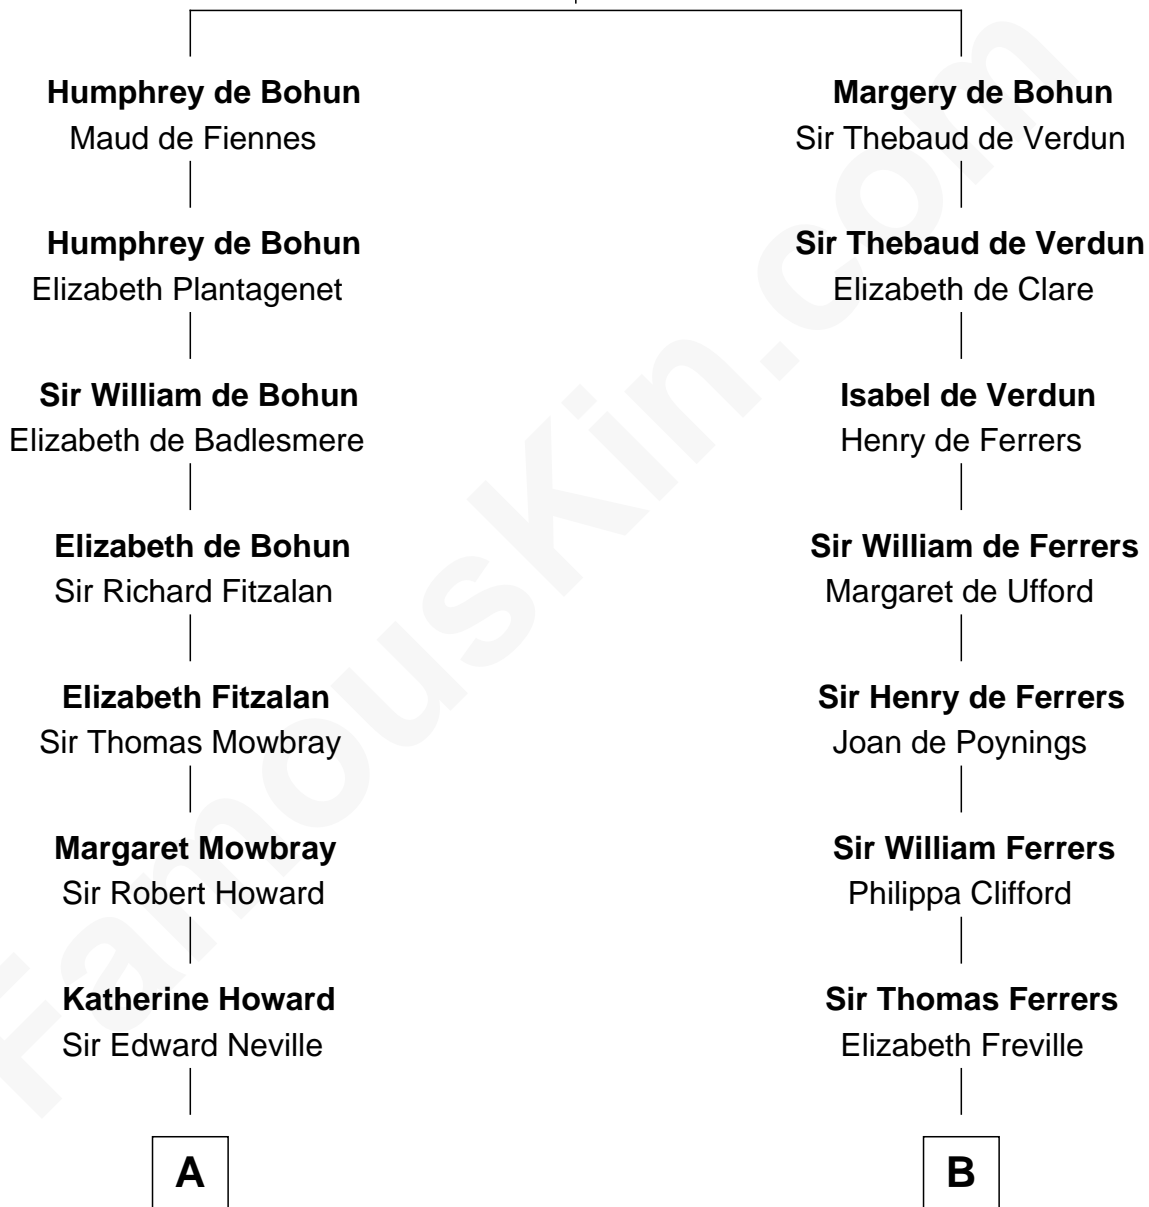 Humphrey de Bohun
Maud de Fiennes
Humphrey de Bohun
Elizabeth Plantagenet
Sir William de Bohun
Elizabeth de Badlesmere
Elizabeth de Bohun
Sir Richard Fitzalan
Elizabeth Fitzalan
Sir Thomas Mowbray
Margaret Mowbray
Sir Robert Howard
Katherine Howard
Sir Edward Neville
A
Margery de Bohun
Sir Thebaud de Verdun
Sir Thebaud de Verdun
Elizabeth de Clare
Isabel de Verdun
Henry de Ferrers
Sir William de Ferrers
Margaret de Ufford
Sir Henry de Ferrers
Joan de Poynings
Sir William Ferrers
Philippa Clifford
Sir Thomas Ferrers
Elizabeth Freville
B
FamousKin.com